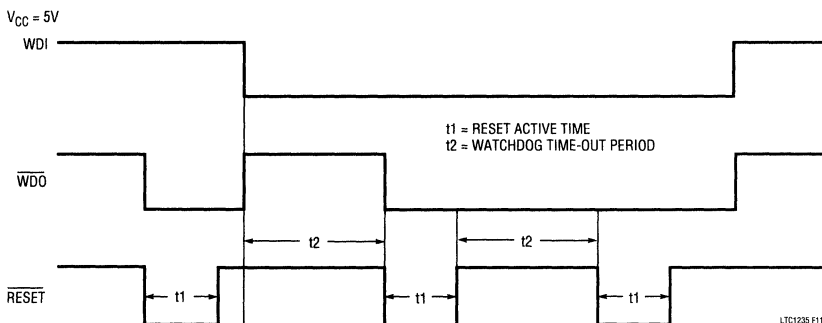 VCC = 5V
WDI
t1 = RESET ACTIVE TIME
t2 = WATCHDOG TIME-OUT PERIOD
WDO
t2
t2
RESET
t1
t1
t1
LTC1235 F11